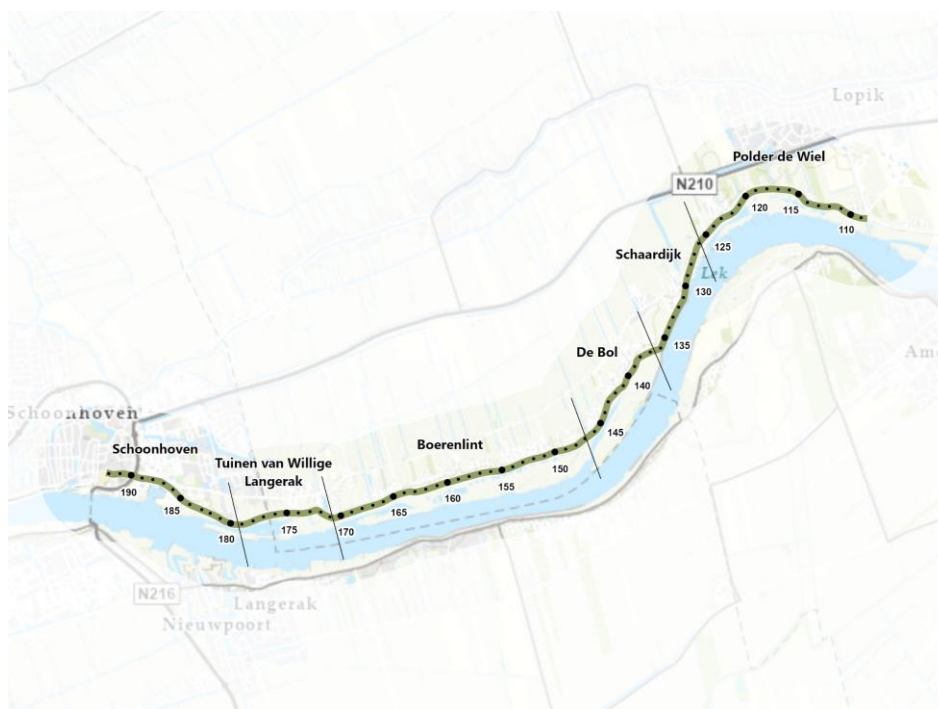 Lopik
Polder de Wiel
N210
120
115
110
125
Schaardijk
Lek
130
135
De Bol
140
145
Schoonhoven
Schoonhoven
Boerenlint
Tuinen van Willige
Langerak
150
155
160
165
170
175
180
185
190
N216
Langerak
Nieuwpoort